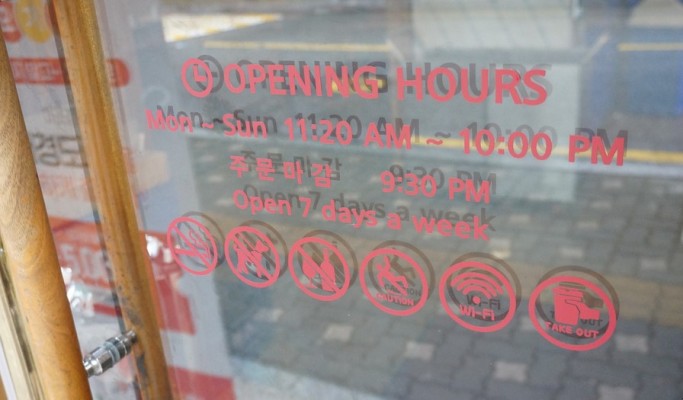 OPENING HOURS
Mon ~ Sun 11:20 AM ~ 10:00 PM
주문마감 9:30 PM
Open 7 days a week
CAUTION
Wi-Fi
TAKE OUT